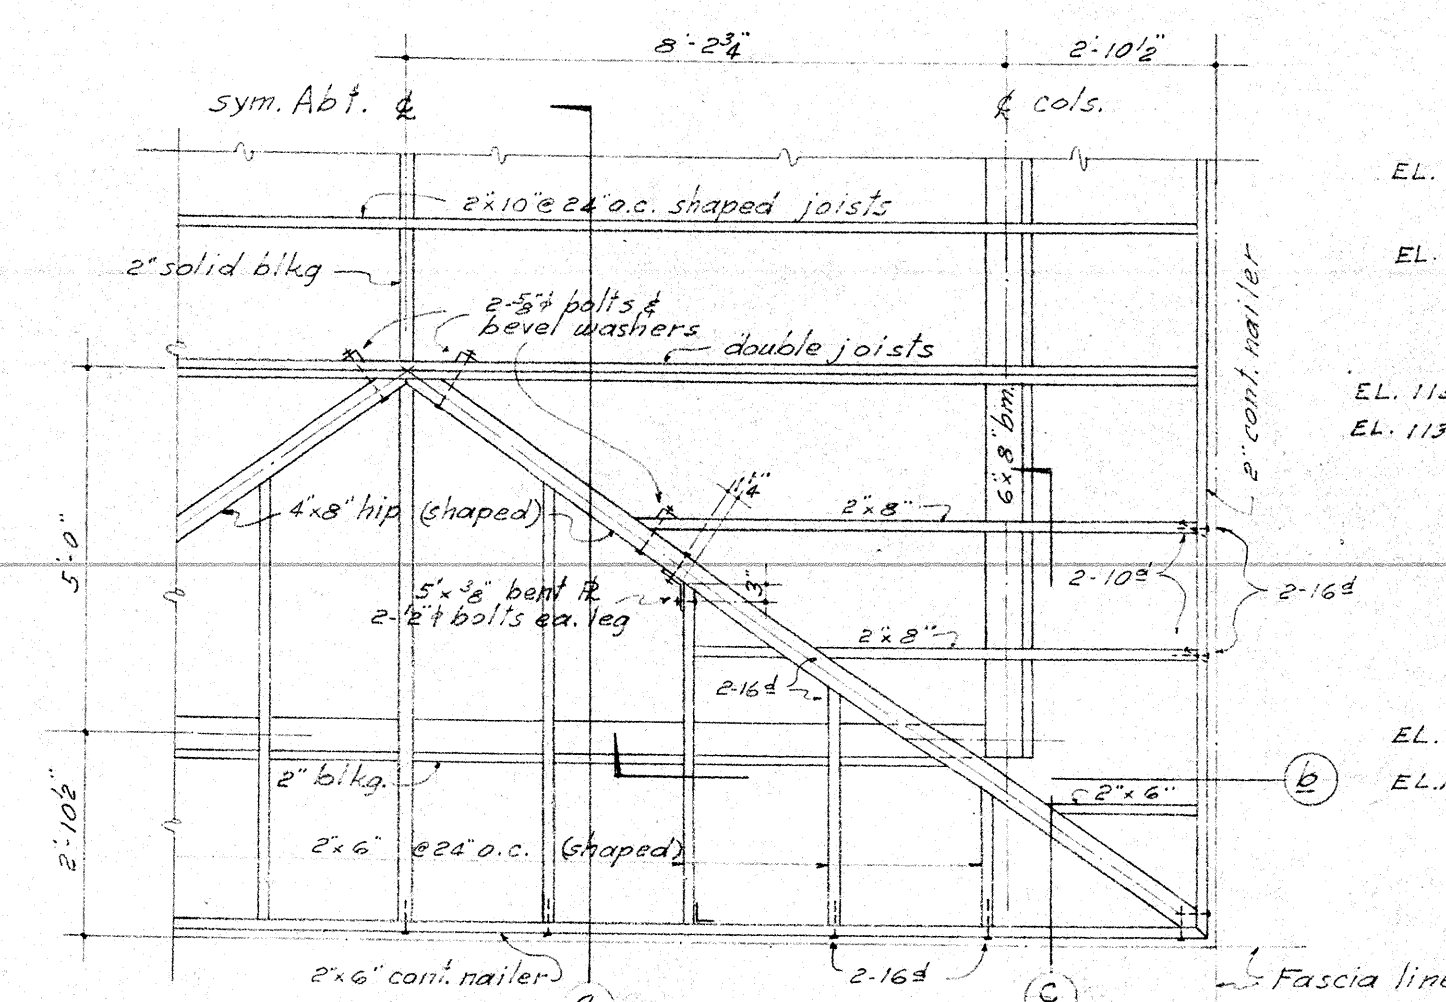 8'-2¾"
2'-10½"
sym. Abt. ℄
℄ cols.
EL.
2"x10"@24"o.c. shaped joists
2" solid blkg
EL.
2-⅝"ϕ bolts &
bevel washers
double joists
2" cont. nailer
EL. 113
EL. 113
6"x8" bm.
1¼"
4"x8" hip (shaped)
2"x8"
5'-0"
5"x⅜" bent ℞
2-½"ϕ bolts ea. leg
3"
2-10d
2-16d
2"x8"
2-16d
EL.
2" blkg.
b
EL.
2"x6"
2'-10½"
2"x6" @24"o.c. (shaped)
2"x6" cont. nailer
2-16d
c
Fascia line